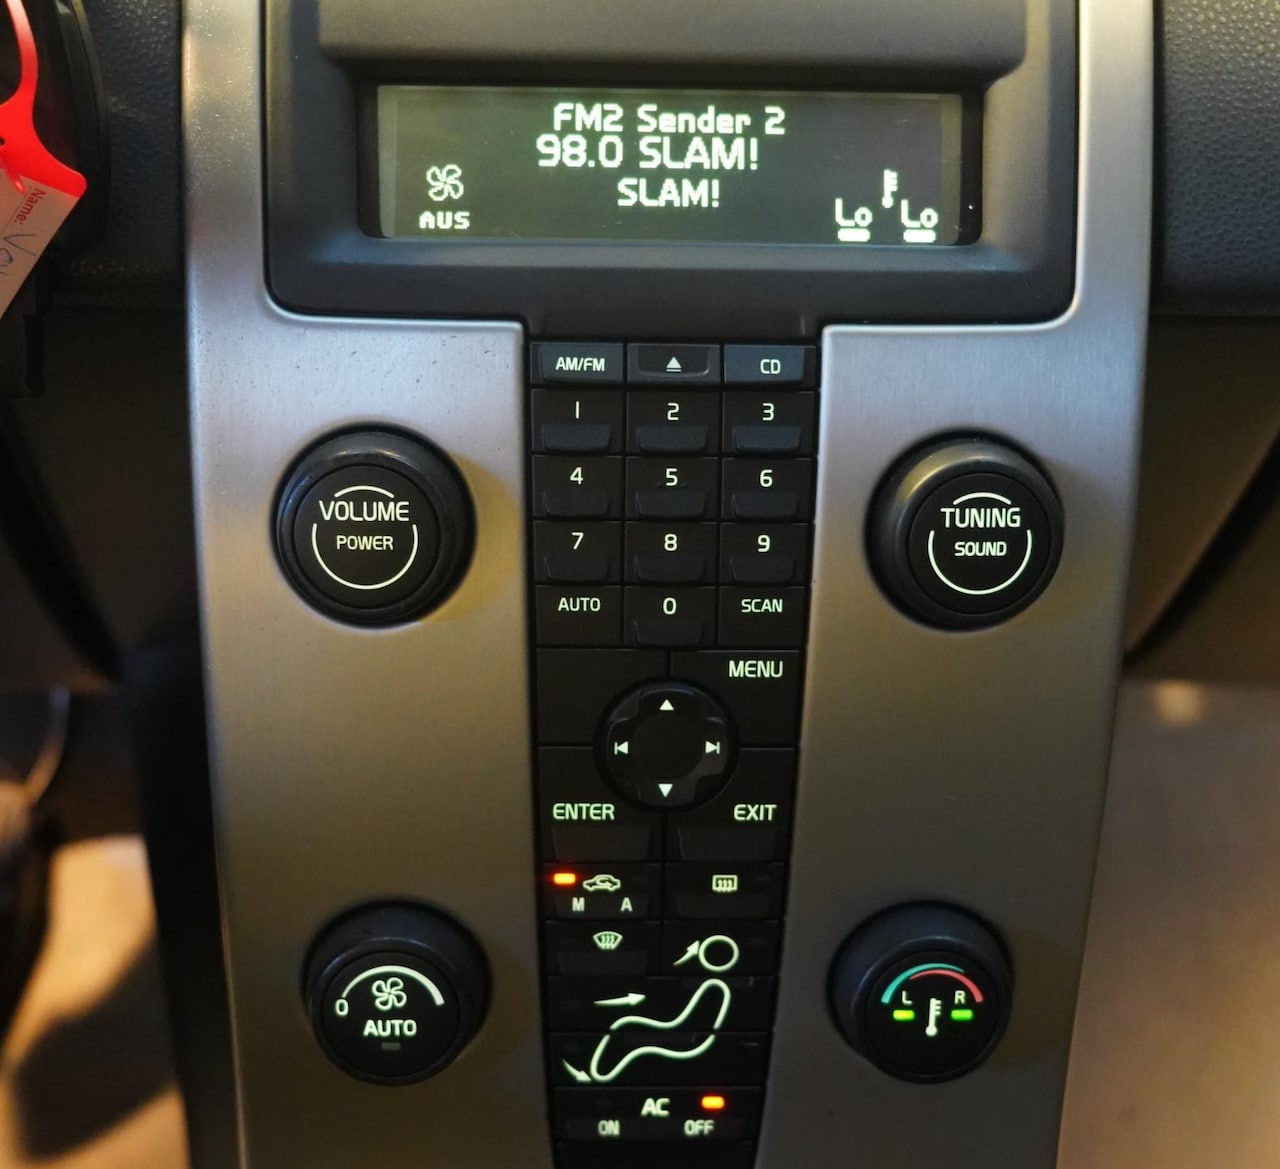 FM2 Sender 2
98.0 SLAM!
SLAM!
AUS
Lo Lo
Name:
AM/FM CD
1 2 3
4 5 6
7 8 9
AUTO 0 SCAN
VOLUME
POWER
TUNING
SOUND
MENU
ENTER EXIT
M A
0
AUTO
L R
AC
ON OFF